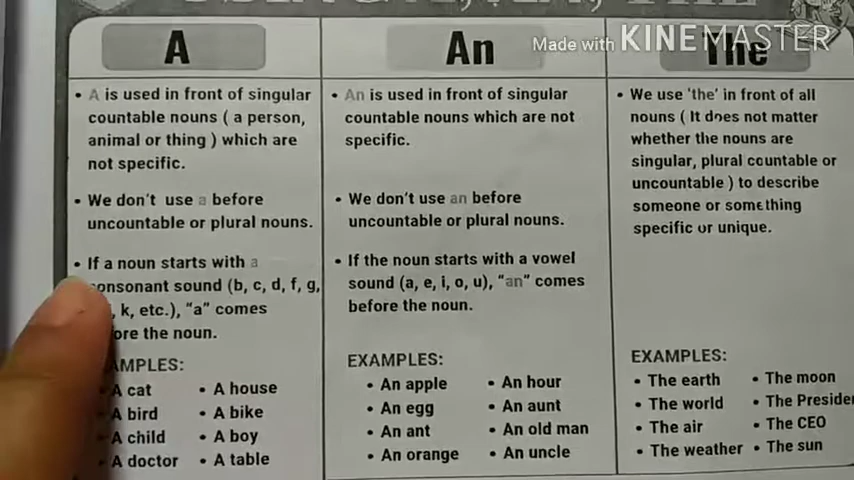 A
An
The
Made with KINEMASTER
• A is used in front of singular
countable nouns ( a person,
animal or thing ) which are
not specific.
• We don't use a before
uncountable or plural nouns.
• If a noun starts with a
consonant sound (b, c, d, f, g,
k, etc.), "a" comes
the noun.
EXAMPLES:
• A cat
• A bird
• A child
• A doctor
• A house
• A bike
• A boy
• A table
• An is used in front of singular
countable nouns which are not
specific.
• We don't use an before
uncountable or plural nouns.
• If the noun starts with a vowel
sound (a, e, i, o, u), "an" comes
before the noun.
EXAMPLES:
• An apple
• An egg
• An ant
• An orange
• An hour
• An aunt
• An old man
• An uncle
• We use 'the' in front of all
nouns ( It does not matter
whether the nouns are
singular, plural countable or
uncountable ) to describe
someone or something
specific or unique.
EXAMPLES:
• The earth
• The world
• The air
• The weather
• The moon
• The
• The CEO
• The sun